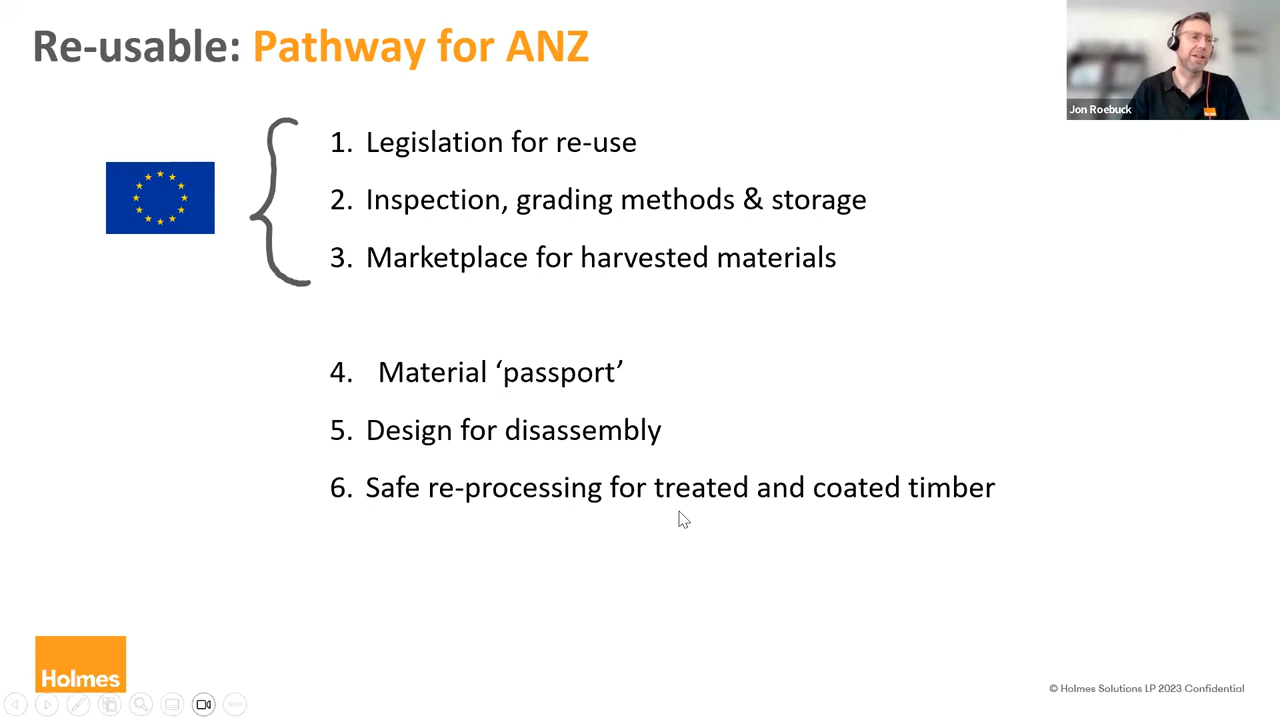 Re-usable: Pathway for ANZ
Jon Roebuck
1. Legislation for re-use
2. Inspection, grading methods & storage
3. Marketplace for harvested materials
4. Material ‘passport’
5. Design for disassembly
6. Safe re-processing for treated and coated timber
Holmes
© Holmes Solutions LP 2023 Confidential